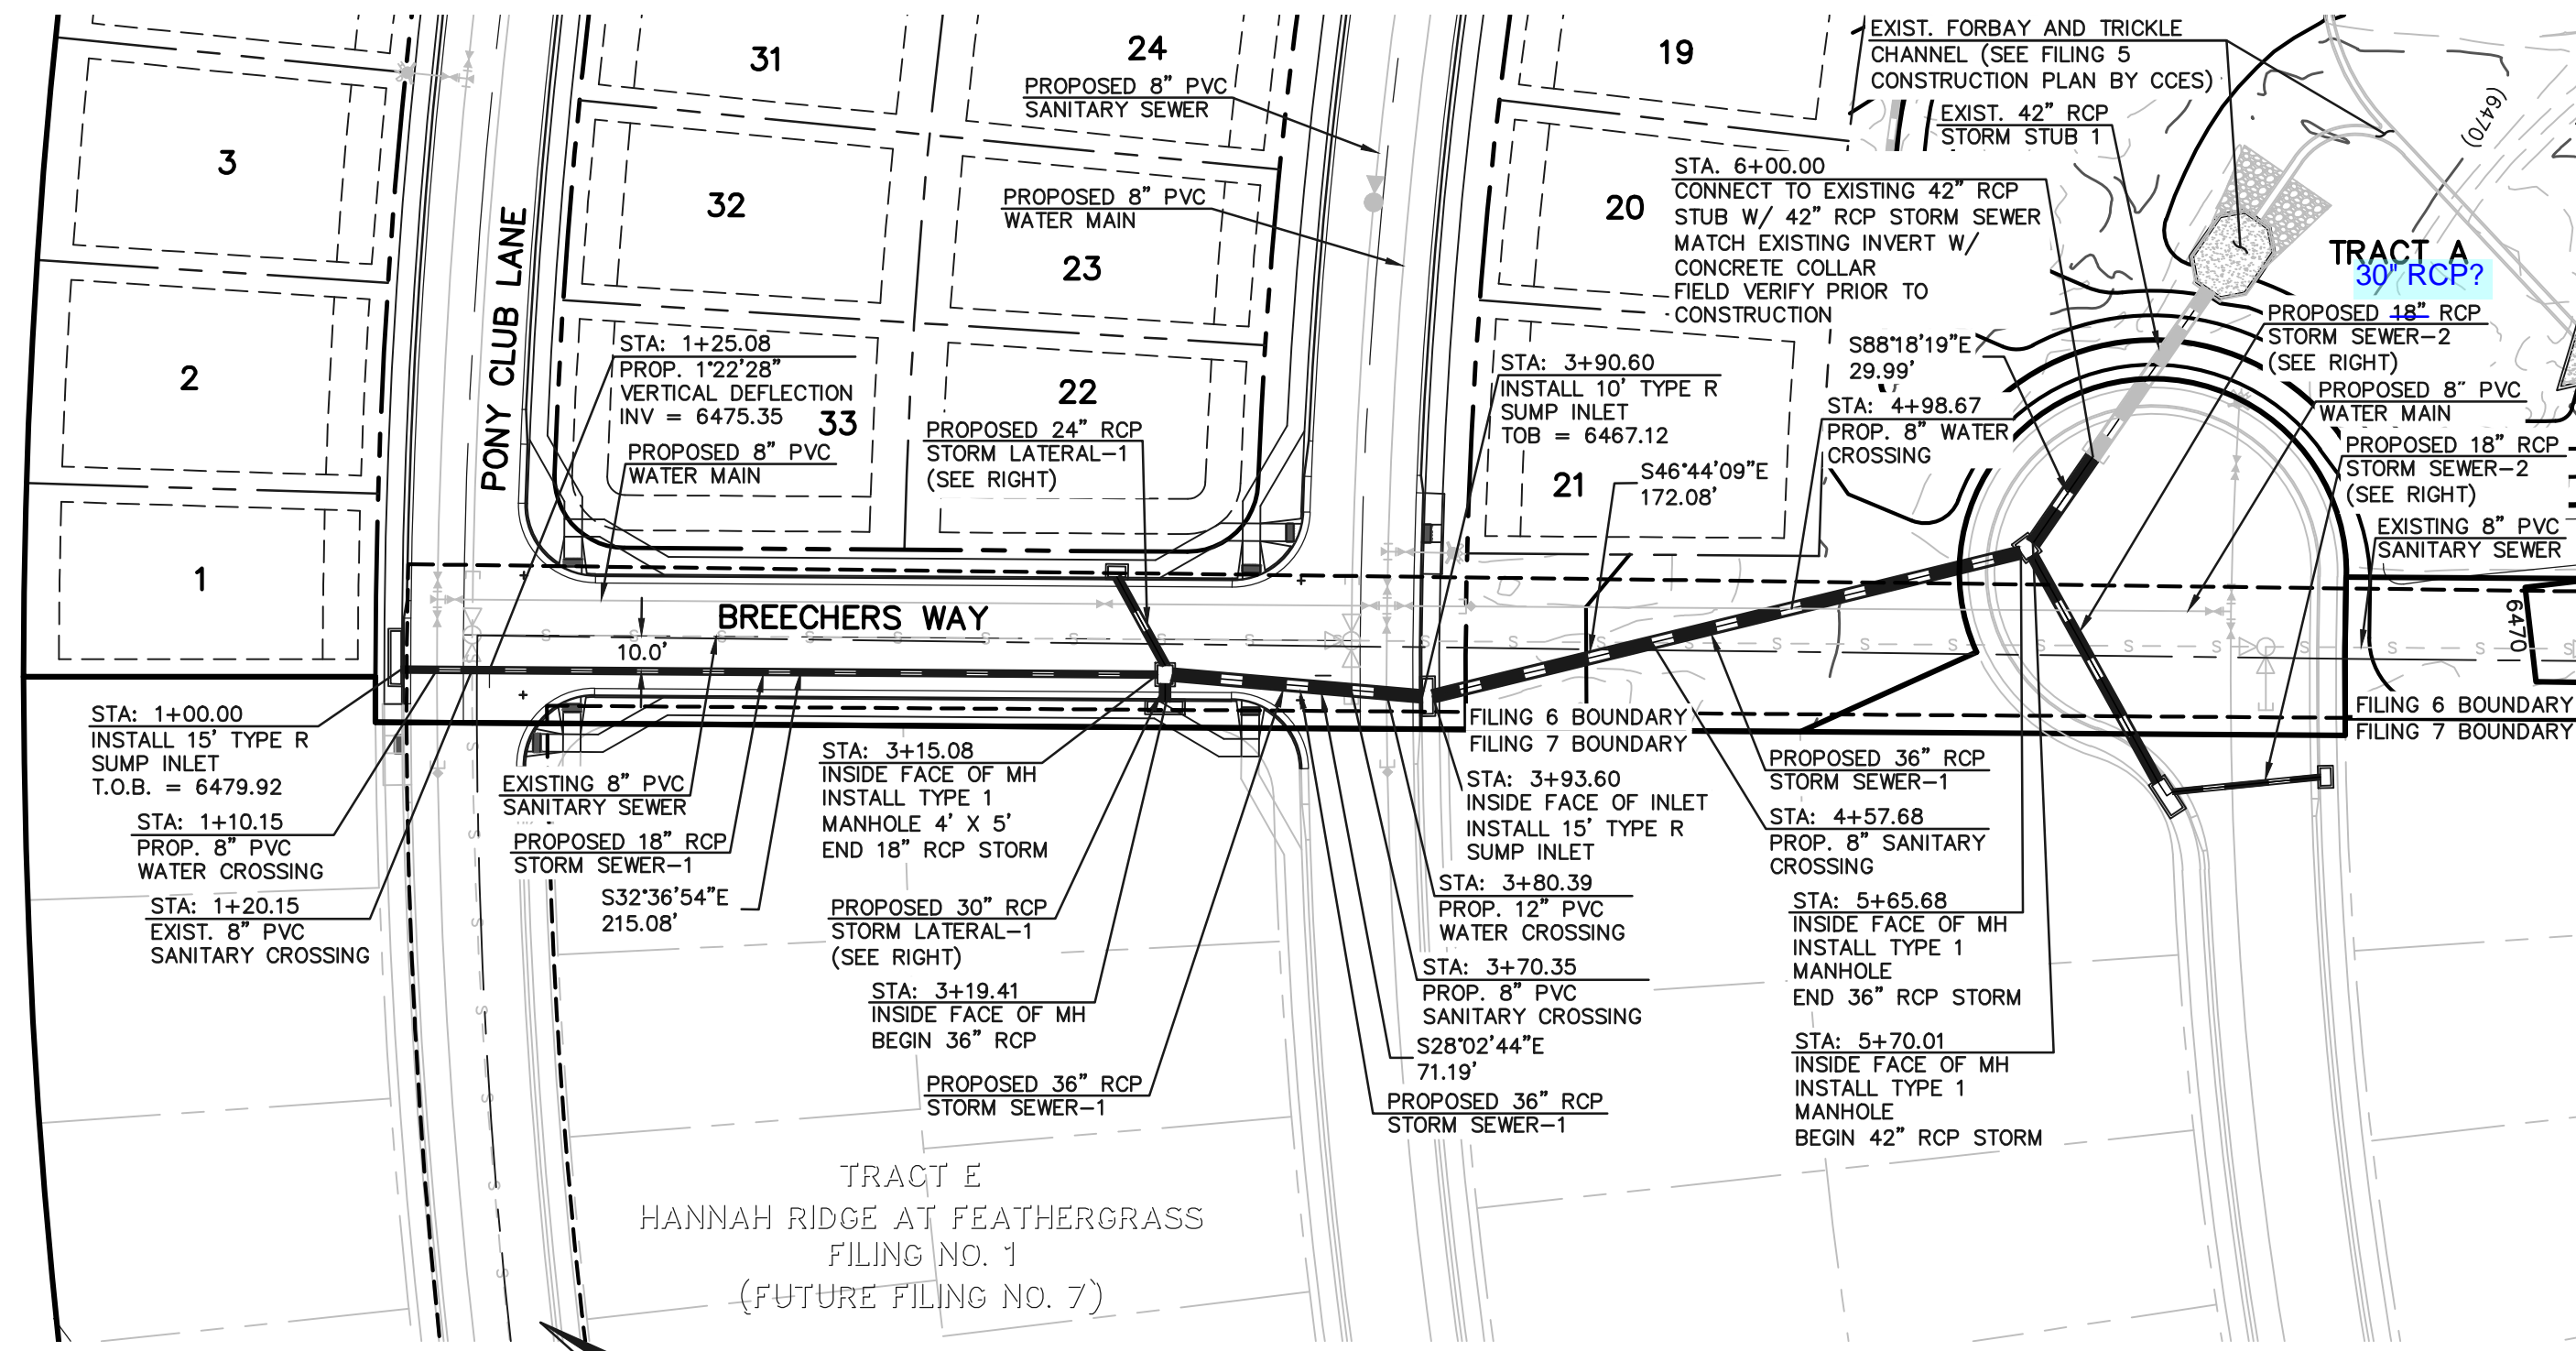 31
24
19
3
32
23
20
2
33
22
21
1
PONY CLUB LANE
BREECHERS WAY
10.0'
PROPOSED 8" PVC
SANITARY SEWER
PROPOSED 8" PVC
WATER MAIN
EXIST. FORBAY AND TRICKLE
CHANNEL (SEE FILING 5
CONSTRUCTION PLAN BY CCES)
EXIST. 42" RCP
STORM STUB 1
STA. 6+00.00
CONNECT TO EXISTING 42" RCP
STUB W/ 42" RCP STORM SEWER
MATCH EXISTING INVERT W/
CONCRETE COLLAR
FIELD VERIFY PRIOR TO
CONSTRUCTION
(6470)
TRACT A
30" RCP?
PROPOSED 18" RCP
STORM SEWER-2
(SEE RIGHT)
PROPOSED 8" PVC
WATER MAIN
PROPOSED 18" RCP
STORM SEWER-2
(SEE RIGHT)
EXISTING 8" PVC
SANITARY SEWER
6470
S88°18'19"E
29.99'
STA: 4+98.67
PROP. 8" WATER
CROSSING
STA: 3+90.60
INSTALL 10' TYPE R
SUMP INLET
TOB = 6467.12
S46°44'09"E
172.08'
STA: 1+25.08
PROP. 1°22'28"
VERTICAL DEFLECTION
INV = 6475.35
PROPOSED 8" PVC
WATER MAIN
PROPOSED 24" RCP
STORM LATERAL-1
(SEE RIGHT)
STA: 1+00.00
INSTALL 15' TYPE R
SUMP INLET
T.O.B. = 6479.92
STA: 1+10.15
PROP. 8" PVC
WATER CROSSING
STA: 1+20.15
EXIST. 8" PVC
SANITARY CROSSING
EXISTING 8" PVC
SANITARY SEWER
PROPOSED 18" RCP
STORM SEWER-1
S32°36'54"E
215.08'
STA: 3+15.08
INSIDE FACE OF MH
INSTALL TYPE 1
MANHOLE 4' X 5'
END 18" RCP STORM
PROPOSED 30" RCP
STORM LATERAL-1
(SEE RIGHT)
STA: 3+19.41
INSIDE FACE OF MH
BEGIN 36" RCP
PROPOSED 36" RCP
STORM SEWER-1
FILING 6 BOUNDARY
FILING 7 BOUNDARY
STA: 3+93.60
INSIDE FACE OF INLET
INSTALL 15' TYPE R
SUMP INLET
STA: 3+80.39
PROP. 12" PVC
WATER CROSSING
STA: 3+70.35
PROP. 8" PVC
SANITARY CROSSING
S28°02'44"E
71.19'
PROPOSED 36" RCP
STORM SEWER-1
PROPOSED 36" RCP
STORM SEWER-1
STA: 4+57.68
PROP. 8" SANITARY
CROSSING
STA: 5+65.68
INSIDE FACE OF MH
INSTALL TYPE 1
MANHOLE
END 36" RCP STORM
STA: 5+70.01
INSIDE FACE OF MH
INSTALL TYPE 1
MANHOLE
BEGIN 42" RCP STORM
FILING 6 BOUNDARY
FILING 7 BOUNDARY
TRACT E
HANNAH RIDGE AT FEATHERGRASS
FILING NO. 1
(FUTURE FILING NO. 7)